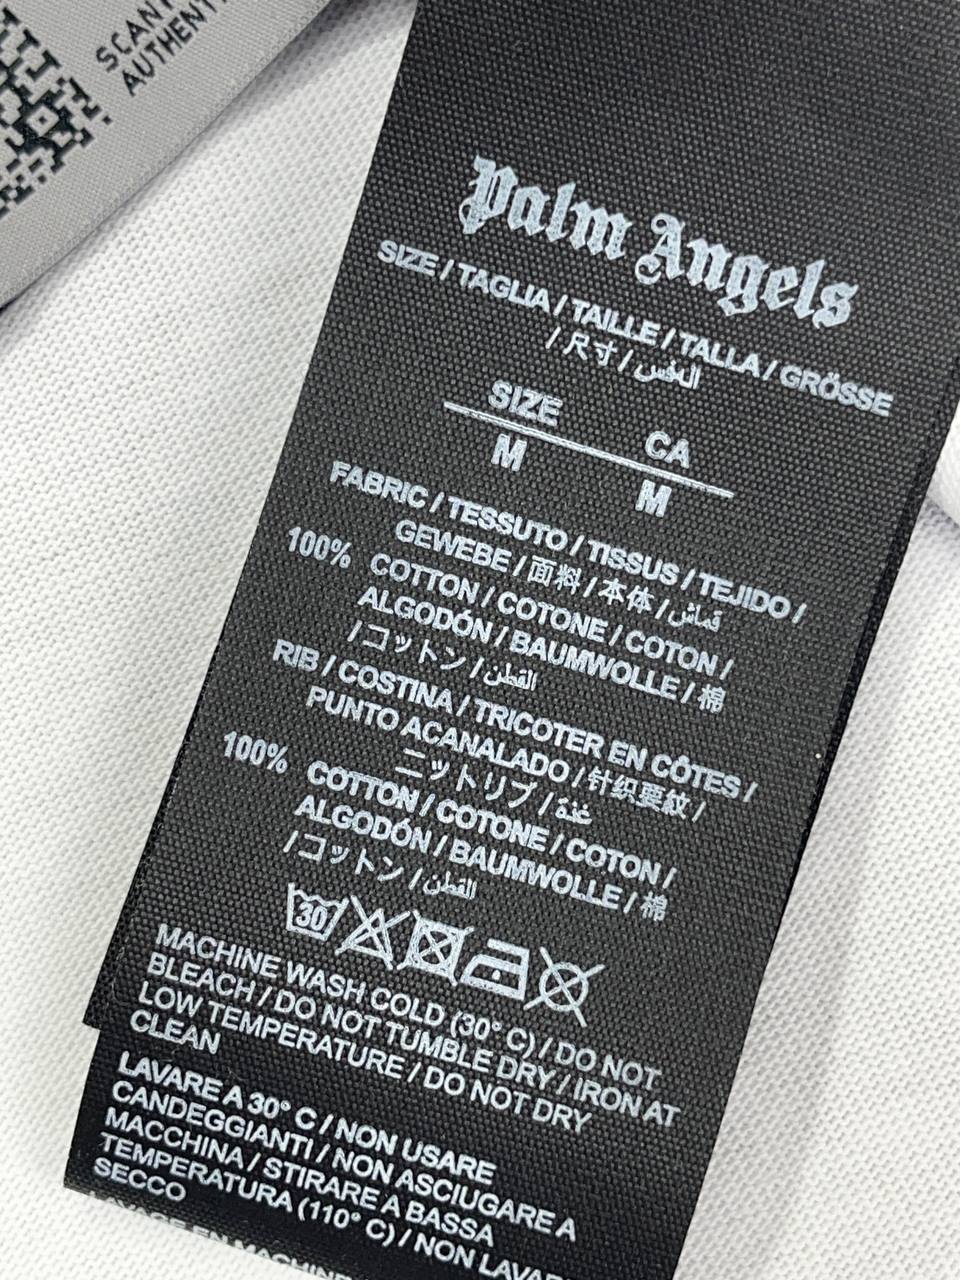 SCAN
AUTHENT
Palm Angels
SIZE / TAGLIA / TAILLE / TALLA / GRÖSSE
/ 尺寸 /
SIZE CA
M M
FABRIC / TESSUTO / TISSUS / TEJIDO /
GEWEBE / 面料 / 本体 / قماش
100% COTTON / COTONE / COTON /
ALGODÓN / BAUMWOLLE / 棉
/ コットン / القطن
RIB / COSTINA / TRICOTER EN CÔTES /
PUNTO ACANALADO / 针织要紋 /
ニットリブ /
100% COTTON / COTONE / COTON /
ALGODÓN / BAUMWOLLE / 棉
/ コットン / القطن
30
MACHINE WASH COLD (30° C) / DO NOT
BLEACH / DO NOT TUMBLE DRY / IRON AT
LOW TEMPERATURE / DO NOT DRY
CLEAN
LAVARE A 30° C / NON USARE
CANDEGGIANTI / NON ASCIUGARE A
MACCHINA / STIRARE A BASSA
TEMPERATURA (110° C) / NON LAVAR
SECCO
EN MACHINE